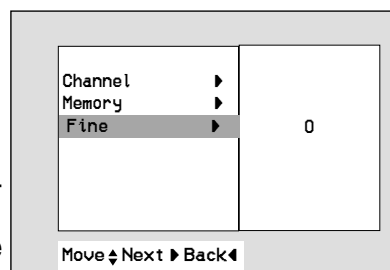 Channel ▶
Memory ▶
Fine ▶ 0
Move ▲▼ Next ▶ Back ◀
e